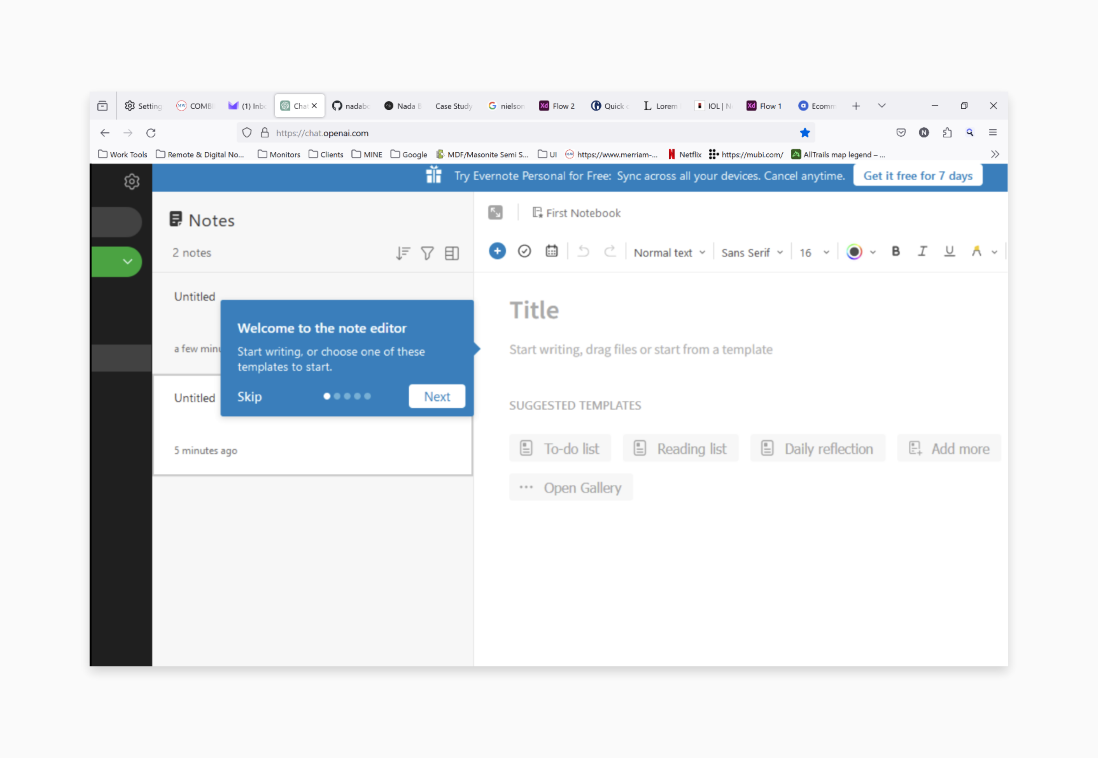 Setting
COMB
(1) Inb
Chat
nadab
Nada
Case Study
nielson
Flow 2
Quick
Lorem
IOL | N
Flow 1
Ecomm
https://chat.openai.com
Work Tools
Remote & Digital No...
Monitors
Clients
MINE
Google
MDF/Masonite Semi S...
UI
https://www.merriam-...
Netflix
https://mubi.com/
AllTrails map legend – ...
Try Evernote Personal for Free: Sync across all your devices. Cancel anytime.
Get it free for 7 days
Notes
First Notebook
2 notes
Normal text
Sans Serif
16
B I U A
Untitled
Title
Welcome to the note editor
Start writing, or choose one of these
templates to start.
a few minu
Start writing, drag files or start from a template
Untitled
Skip
Next
SUGGESTED TEMPLATES
5 minutes ago
To-do list
Reading list
Daily reflection
Add more
Open Gallery